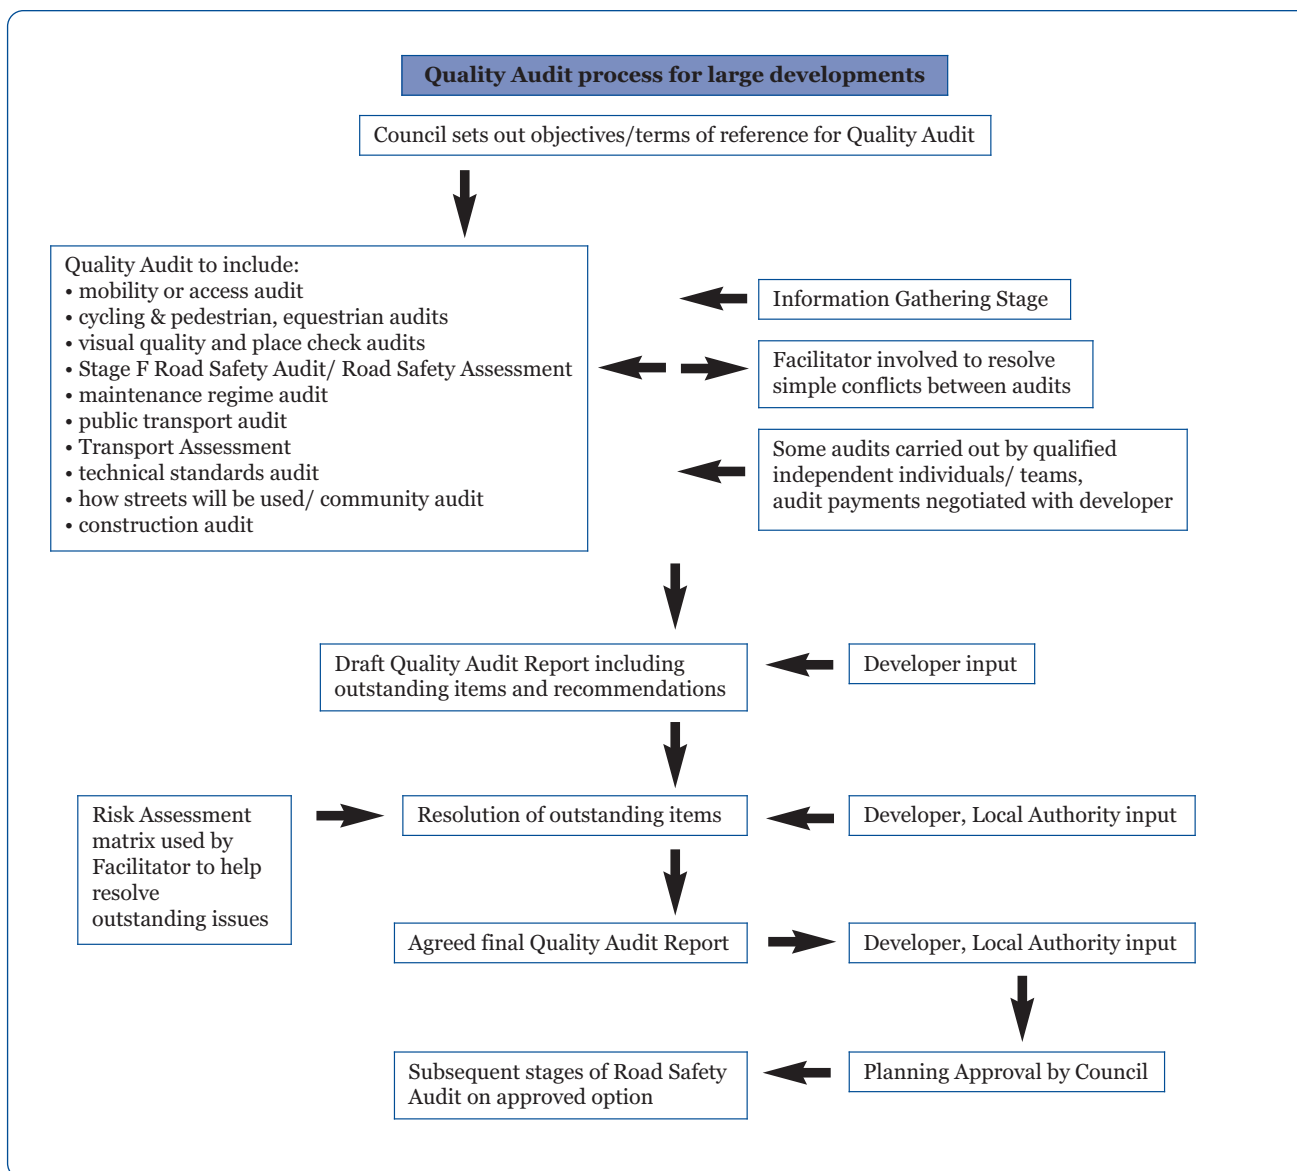 Quality Audit process for large developments
Council sets out objectives/terms of reference for Quality Audit
Quality Audit to include:
• mobility or access audit
• cycling & pedestrian, equestrian audits
• visual quality and place check audits
• Stage F Road Safety Audit/ Road Safety Assessment
• maintenance regime audit
• public transport audit
• Transport Assessment
• technical standards audit
• how streets will be used/ community audit
• construction audit
Information Gathering Stage
Facilitator involved to resolve
simple conflicts between audits
Some audits carried out by qualified
independent individuals/ teams,
audit payments negotiated with developer
Draft Quality Audit Report including
outstanding items and recommendations
Developer input
Risk Assessment
matrix used by
Facilitator to help
resolve
outstanding issues
Resolution of outstanding items
Developer, Local Authority input
Agreed final Quality Audit Report
Developer, Local Authority input
Subsequent stages of Road Safety
Audit on approved option
Planning Approval by Council